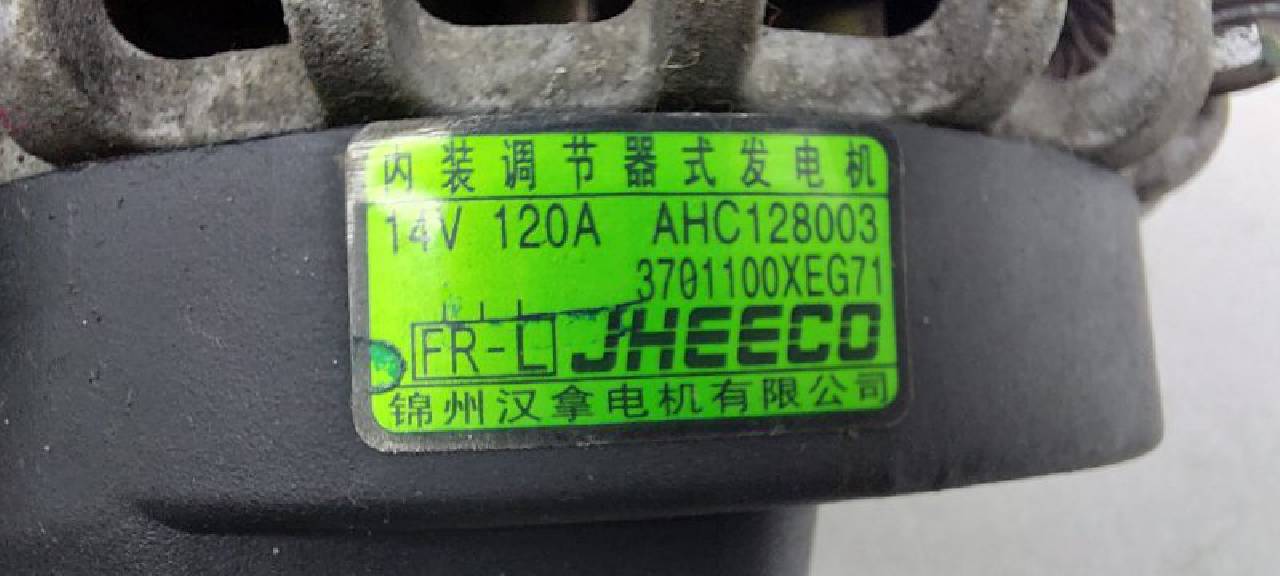 内装调节器式发电机
14V 120A AHC128003
3701100XEG71
FR-L JHEECO
锦州汉拿电机有限公司